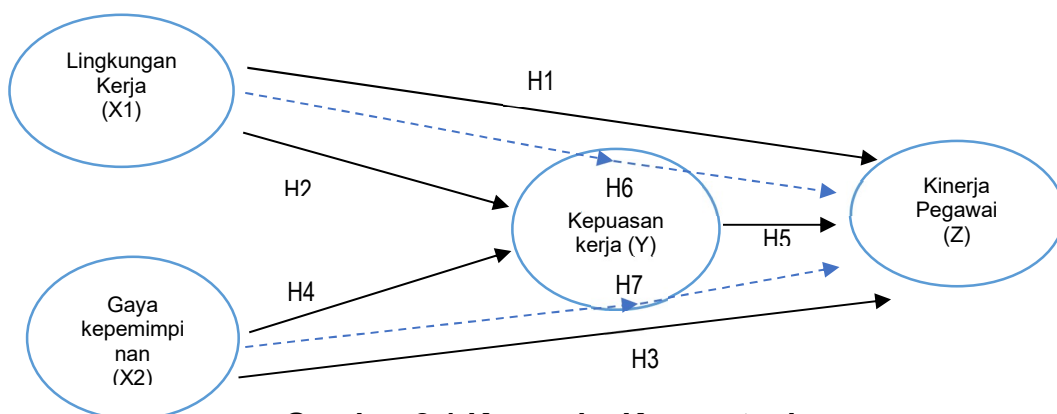 Lingkungan
Kerja
(X1)
H1
H2
H6
Kepuasan
kerja (Y)
H5
Kinerja
Pegawai
(Z)
H4
H7
Gaya
kepemimpi
nan
(X2)
H3